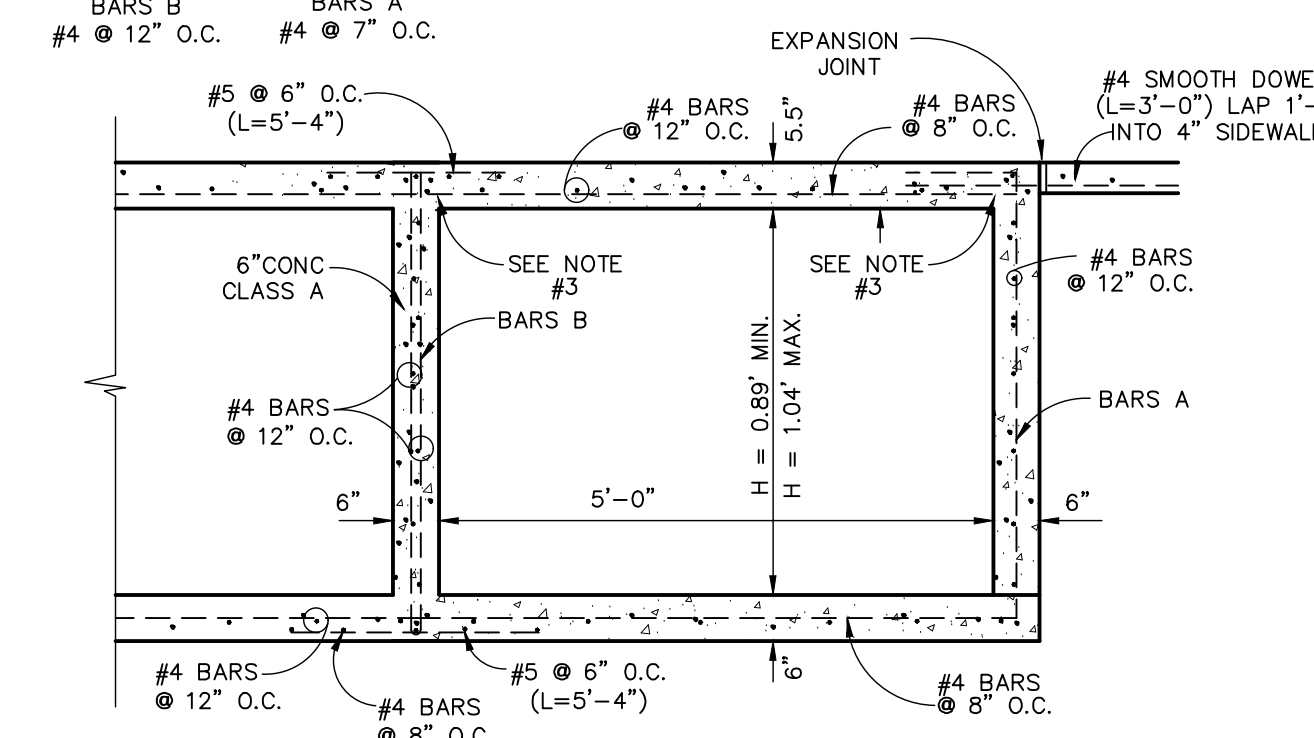 BARS B
#4 @ 12" O.C.
BARS A
#4 @ 7" O.C.
#5 @ 6" O.C.
(L=5'-4")
EXPANSION
JOINT
#4 BARS
@ 12" O.C.
5.5"
#4 BARS
@ 8" O.C.
#4 SMOOTH
(L=3'-0") LAP
INTO 4"
6"CONC
CLASS A
SEE NOTE
#3
SEE NOTE
#3
#4 BARS
@ 12" O.C.
BARS B
H = 0.89' MIN.
H = 1.04' MAX.
#4 BARS
@ 12" O.C.
BARS A
6"
5'-0"
6"
#4 BARS
@ 12" O.C.
#4 BARS
@ 8" O.C.
#5 @ 6" O.C.
(L=5'-4")
6"
#4 BARS
@ 8" O.C.